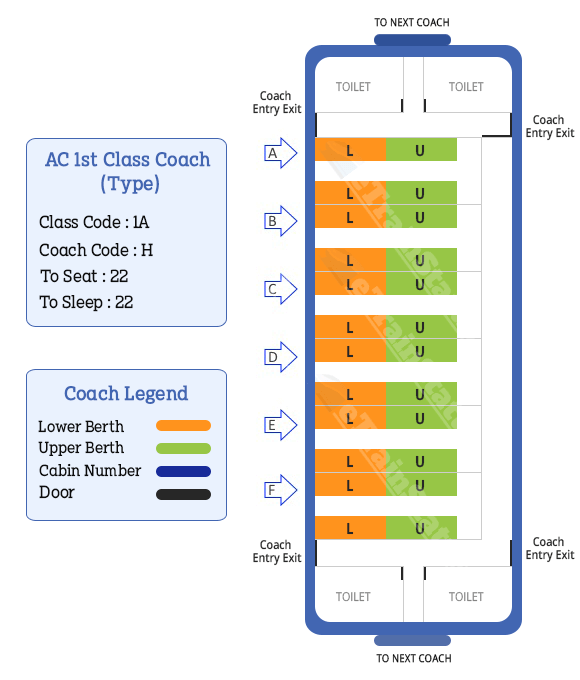 TO NEXT COACH
TOILET
TOILET
Coach
Entry Exit
Coach
Entry Exit
AC 1st Class Coach
(Type)
Class Code : 1A
Coach Code : H
To Seat : 22
To Sleep : 22
Coach Legend
Lower Berth
Upper Berth
Cabin Number
Door
A
L U
L U
B
L U
L U
C
L U
L U
D
L U
L U
E
L U
L U
F
L U
L U
Coach
Entry Exit
Coach
Entry Exit
TOILET
TOILET
TO NEXT COACH